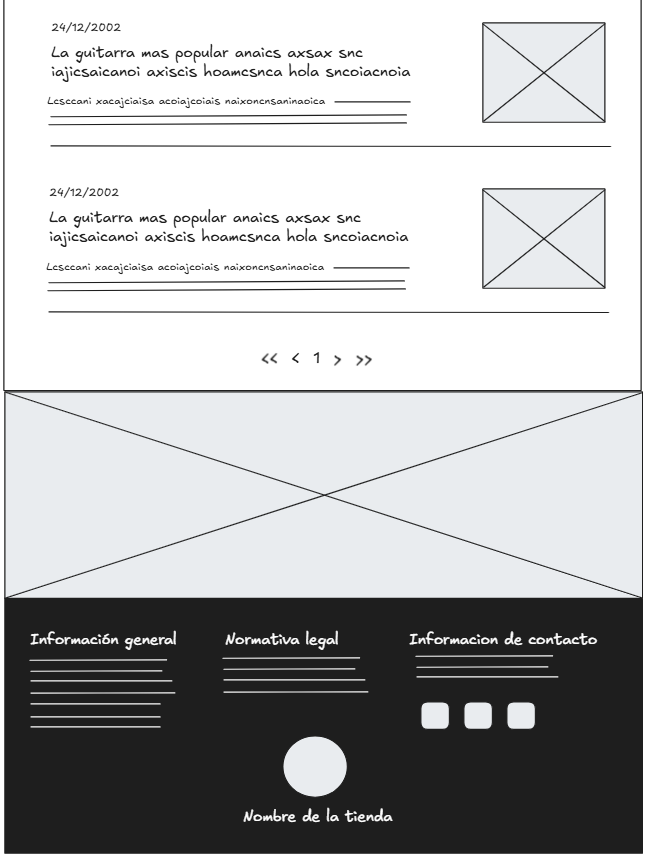 24/12/2002
La guitarra mas popular anaics axsax snc
iajicsaicanoi axiscis hoamcsnca hola sncoiacnoia
Lcsccani xacajciaisa acoiajcoiais naixoncnsaninaoica
24/12/2002
La guitarra mas popular anaics axsax snc
iajicsaicanoi axiscis hoamcsnca hola sncoiacnoia
Lcsccani xacajciaisa acoiajcoiais naixoncnsaninaoica
<< < 1 > >>
Información general
Normativa legal
Informacion de contacto
Nombre de la tienda